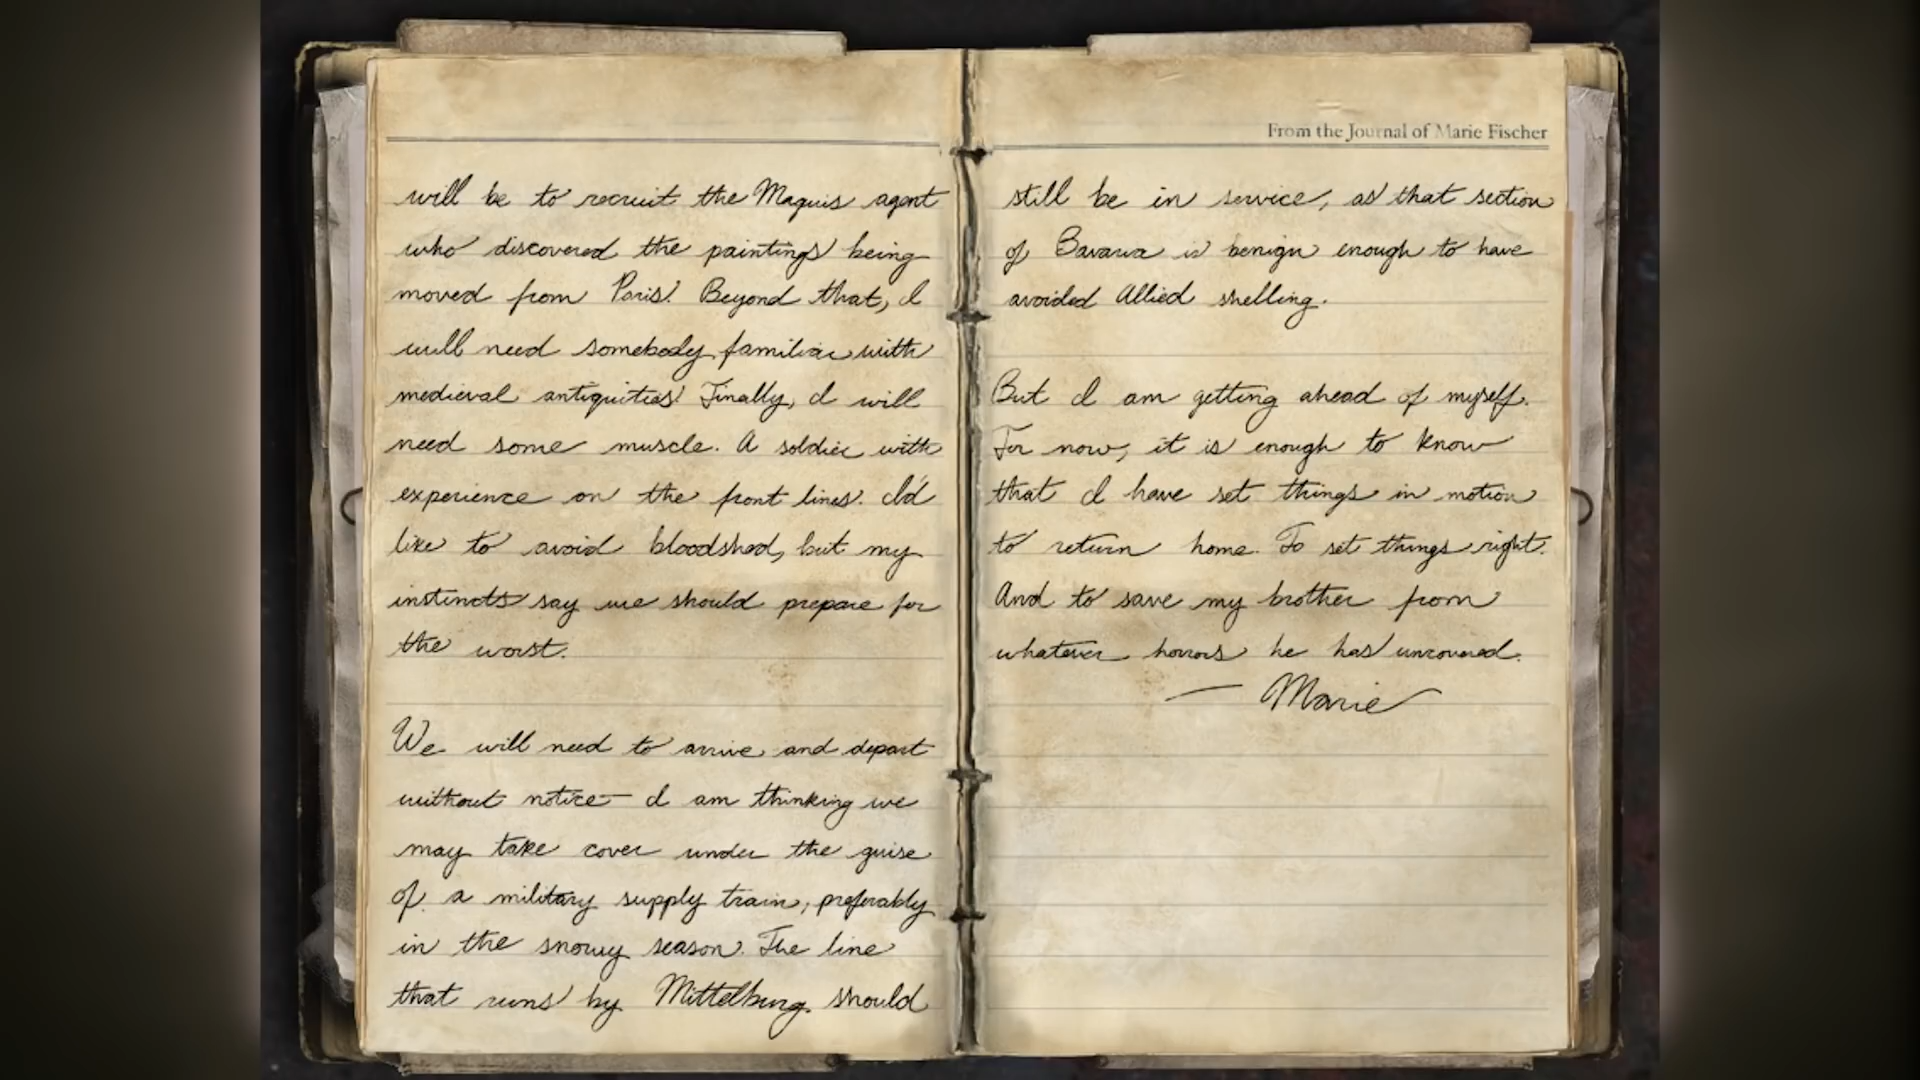 will be to recruit the Maquis agent
who discovered the paintings being
moved from Paris. Beyond that, I
will need somebody familiar with
medieval antiquities. Finally, I will
need some muscle. A soldier with
experience on the front lines. I'd
like to avoid bloodshed, but my
instincts say we should prepare for
the worst.
We will need to arrive and depart
without notice – I am thinking we
may take cover under the guise
of a military supply train, preferably
in the snowy season. The line
that runs by Mittelburg should
From the Journal of Marie Fischer
still be in service, as that section
of Bavaria is benign enough to have
avoided Allied shelling.
But I am getting ahead of myself.
For now, it is enough to know
that I have set things in motion
to return home. To set things right.
And to save my brother from
whatever horrors he has uncovered.
— Marie